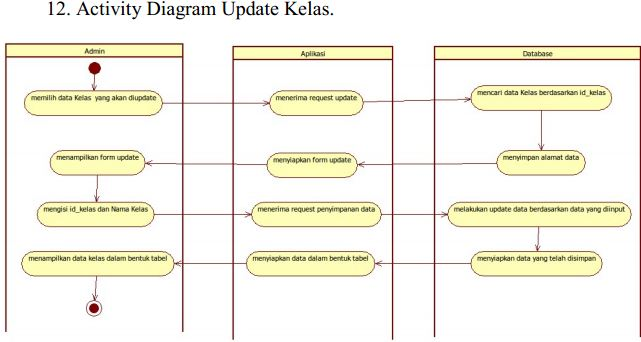 12. Activity Diagram Update Kelas.
Admin
Aplikasi
Database
memilih data Kelas yang akan diupdate
menerima request update
mencari data Kelas berdasarkan id_kelas
menampilkan form update
menyiapkan form update
menyimpan alamat data
mengisi id_kelas dan Nama Kelas
menerima request penyimpanan data
melakukan update data berdasarkan data yang diinput
menampilkan data kelas dalam bentuk tabel
menyiapkan data dalam bentuk tabel
menyiapkan data yang telah disimpan